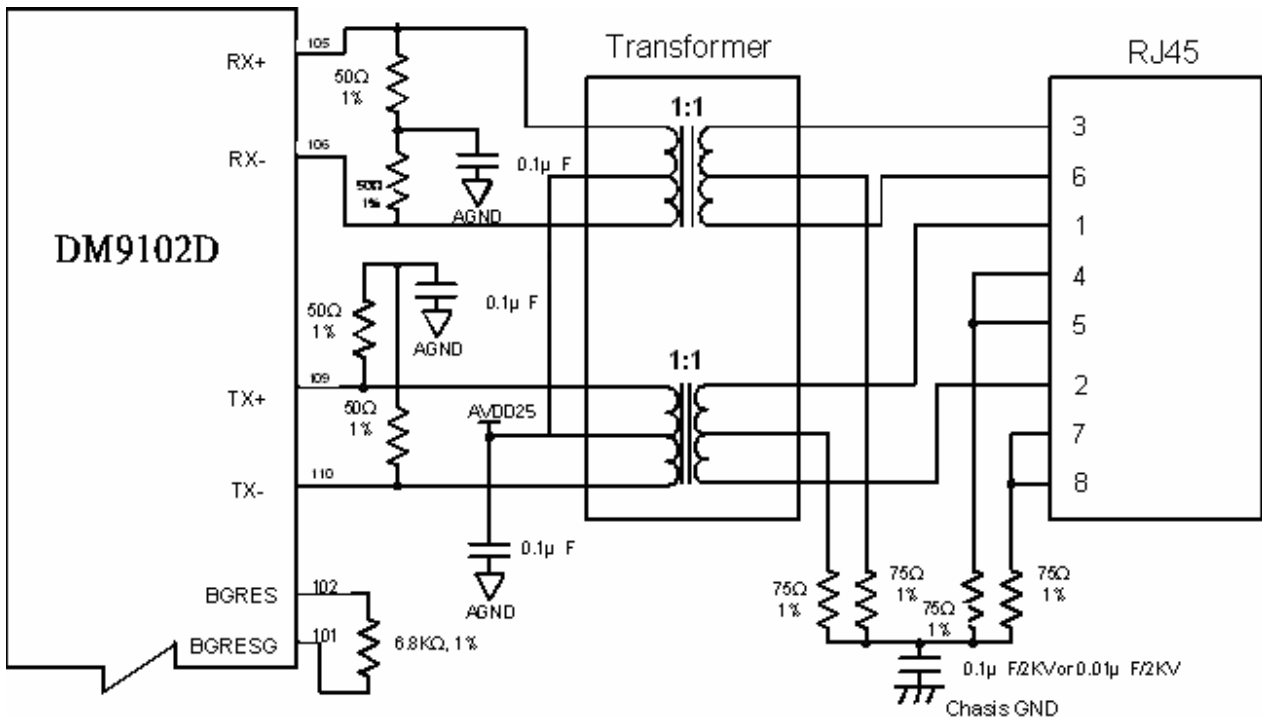 Transformer
RJ45
105
RX+
50Ω
1%
1:1
3
106
RX-
0.1µ F
50Ω
1%
6
AGND
1
DM9102D
4
0.1µ F
50Ω
1%
5
AGND
1:1
109
2
TX+
50Ω
1%
AVDD25
7
110
TX-
8
0.1µ F
75Ω
1%
75Ω
1%
75Ω
1%
75Ω
1%
BGRES
102
AGND
BGRESG
101
6.8KΩ, 1%
0.1µ F/2KV or 0.01µ F/2KV
Chasis GND